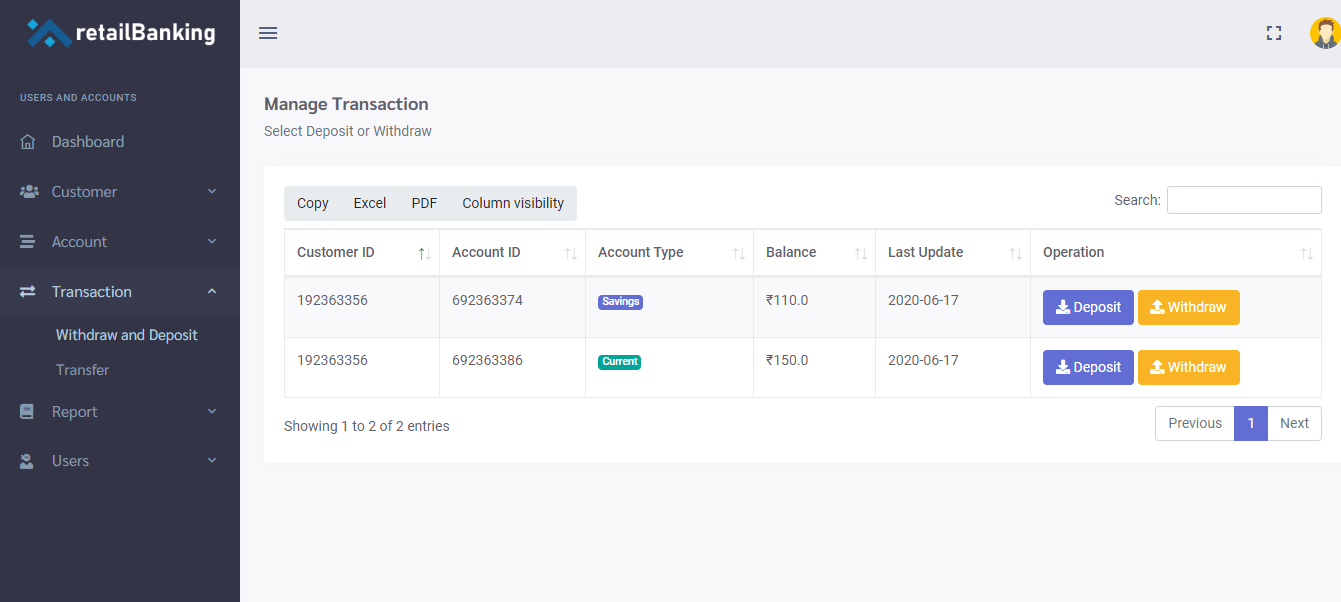 retailBanking
USERS AND ACCOUNTS
Dashboard
Customer
Account
Transaction
Withdraw and Deposit
Transfer
Report
Users
Manage Transaction
Select Deposit or Withdraw
Copy Excel PDF Column visibility
Search:
Customer ID Account ID Account Type Balance Last Update Operation
192363356 692363374 Savings ₹110.0 2020-06-17 Deposit Withdraw
192363356 692363386 Current ₹150.0 2020-06-17 Deposit Withdraw
Showing 1 to 2 of 2 entries
Previous 1 Next